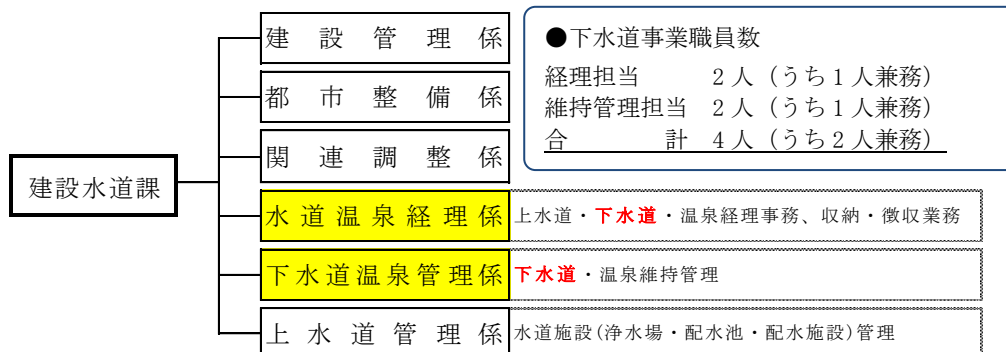 建設水道課
建設管理係
都市整備係
関連調整係
水道温泉経理係 上水道・下水道・温泉経理事務、収納・徴収業務
下水道温泉管理係 下水道・温泉維持管理
上水道管理係 水道施設(浄水場・配水池・配水施設)管理
●下水道事業職員数
経理担当 2人（うち1人兼務）
維持管理担当 2人（うち1人兼務）
合計 4人（うち2人兼務）